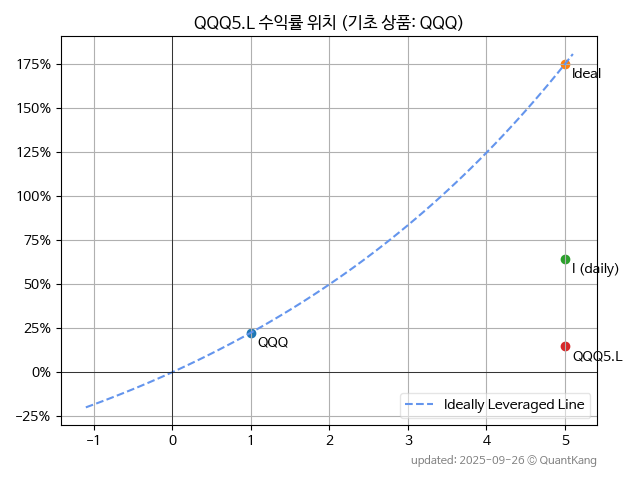 QQQ5.L 수익률 위치 (기초 상품: QQQ)
175%
150%
125%
100%
75%
50%
25%
0%
−25%
Ideal
I (daily)
QQQ
QQQ5.L
Ideally Leveraged Line
−1 0 1 2 3 4 5
updated: 2025-09-26 © QuantKang